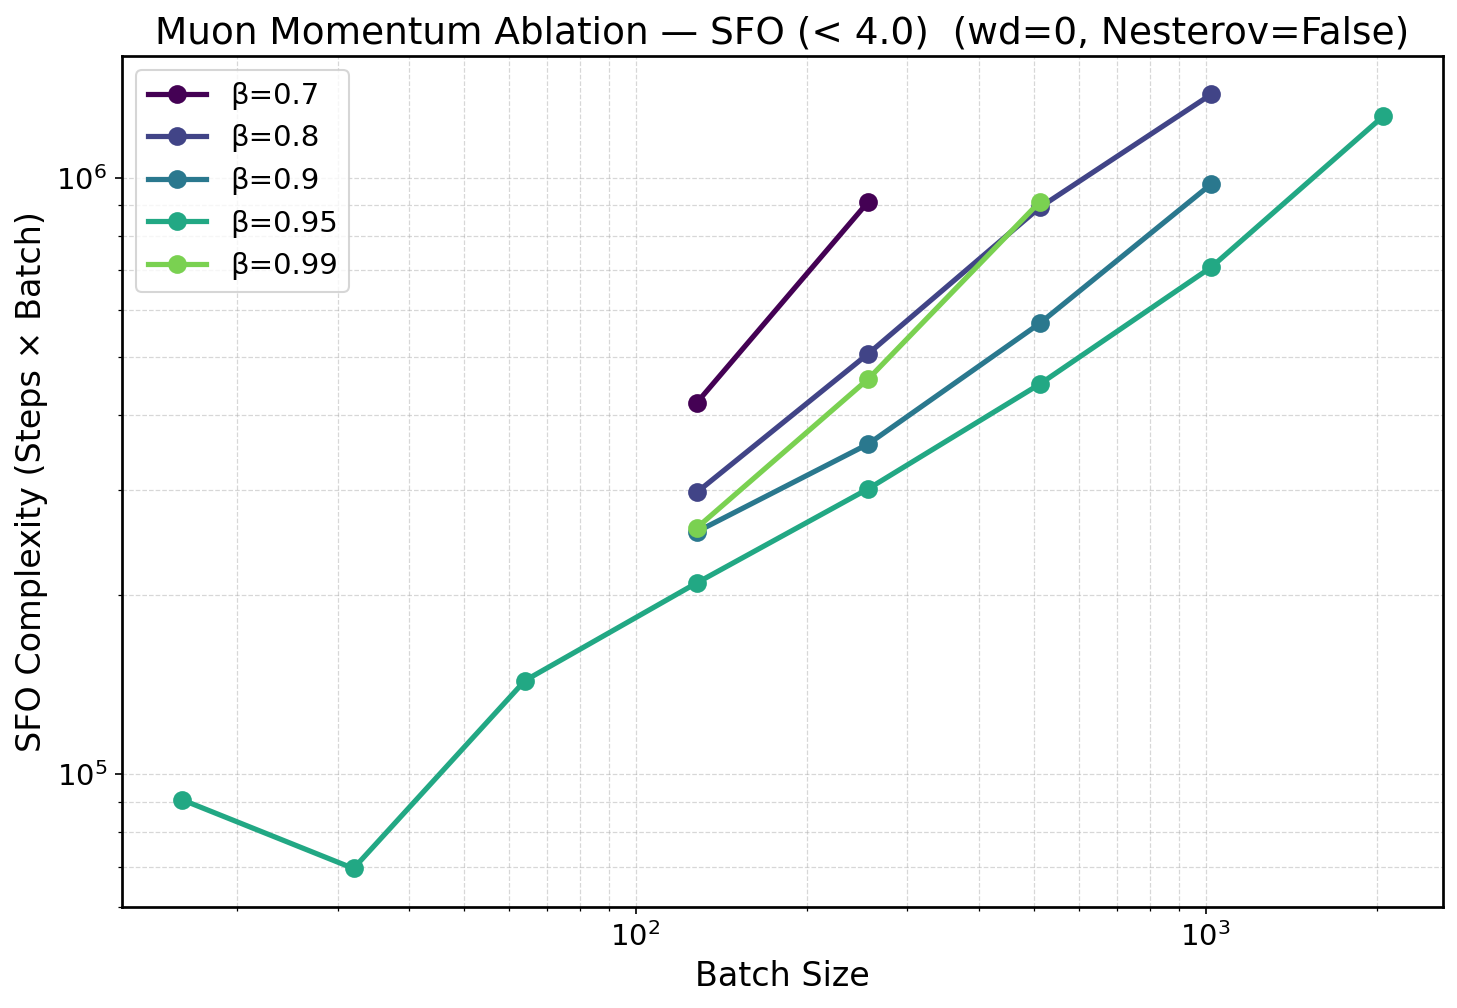 Muon Momentum Ablation — SFO (< 4.0)  (wd=0, Nesterov=False)
β=0.7
β=0.8
β=0.9
β=0.95
β=0.99
SFO Complexity (Steps × Batch)
10⁶
10⁵
10²
10³
Batch Size